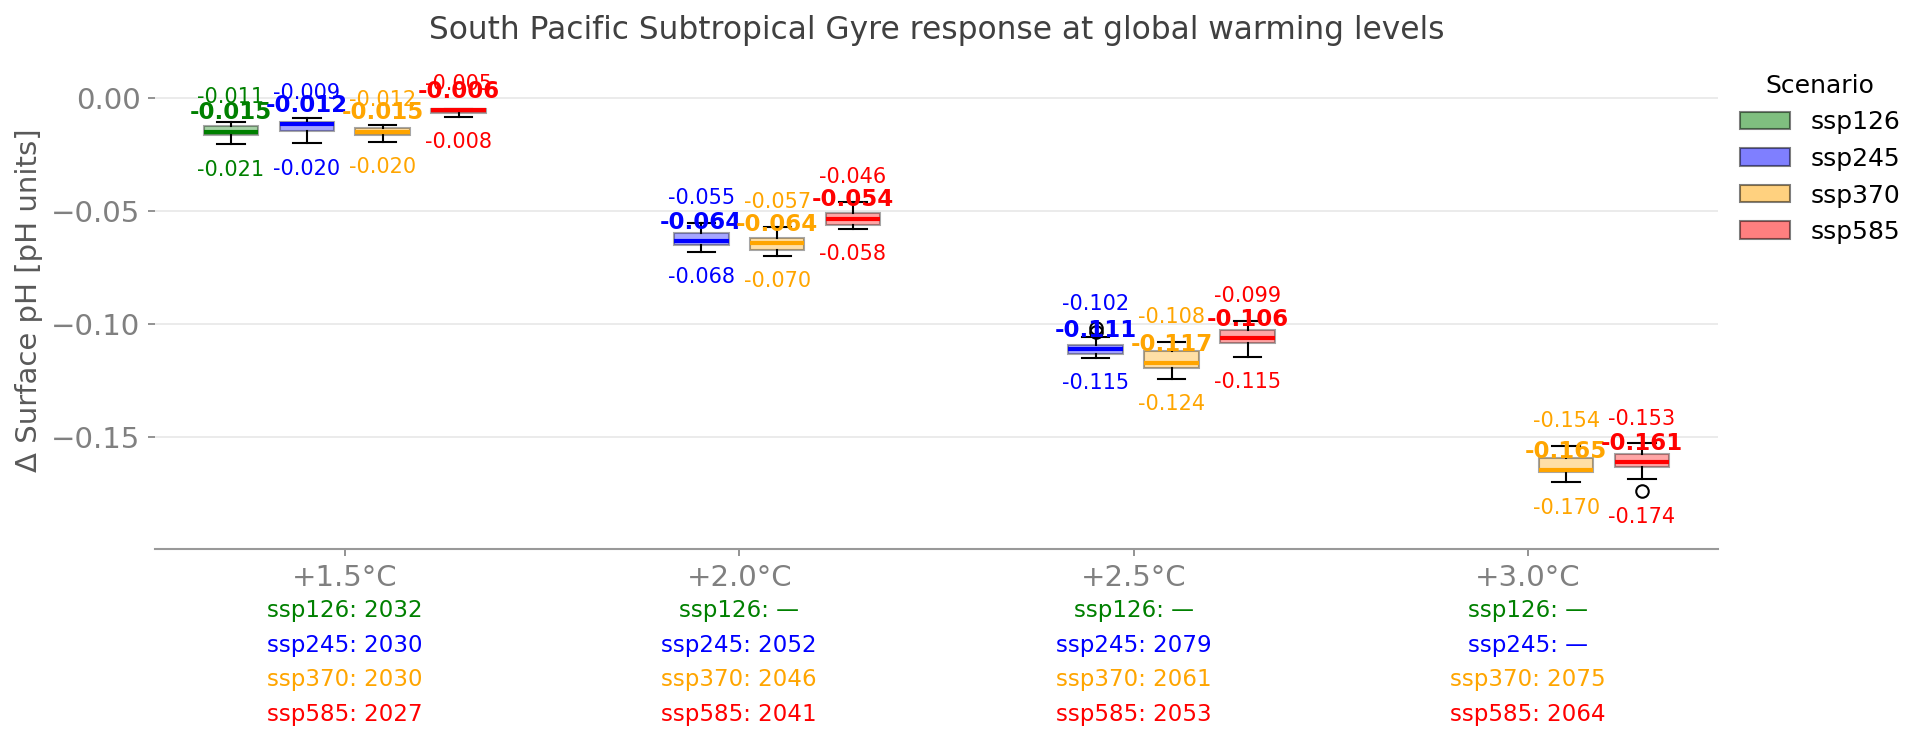 South Pacific Subtropical Gyre response at global warming levels
Δ Surface pH [pH units]
0.00
−0.05
−0.10
−0.15
-0.011
-0.015
-0.021
-0.009
-0.012
-0.020
-0.012
-0.015
-0.020
-0.005
-0.006
-0.008
-0.055
-0.064
-0.068
-0.057
-0.064
-0.070
-0.046
-0.054
-0.058
-0.102
-0.111
-0.115
-0.108
-0.117
-0.124
-0.099
-0.106
-0.115
-0.154
-0.165
-0.170
-0.153
-0.161
-0.174
Scenario
ssp126
ssp245
ssp370
ssp585
+1.5°C
ssp126: 2032
ssp245: 2030
ssp370: 2030
ssp585: 2027
+2.0°C
ssp126: —
ssp245: 2052
ssp370: 2046
ssp585: 2041
+2.5°C
ssp126: —
ssp245: 2079
ssp370: 2061
ssp585: 2053
+3.0°C
ssp126: —
ssp245: —
ssp370: 2075
ssp585: 2064